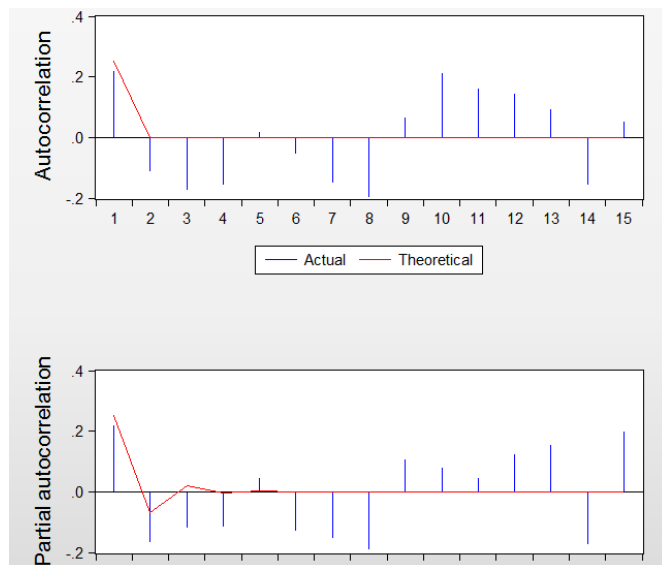 Autocorrelation
.4
.2
.0
-.2
1 2 3 4 5 6 7 8 9 10 11 12 13 14 15
Actual Theoretical
Partial autocorrelation
.4
.2
.0
-.2